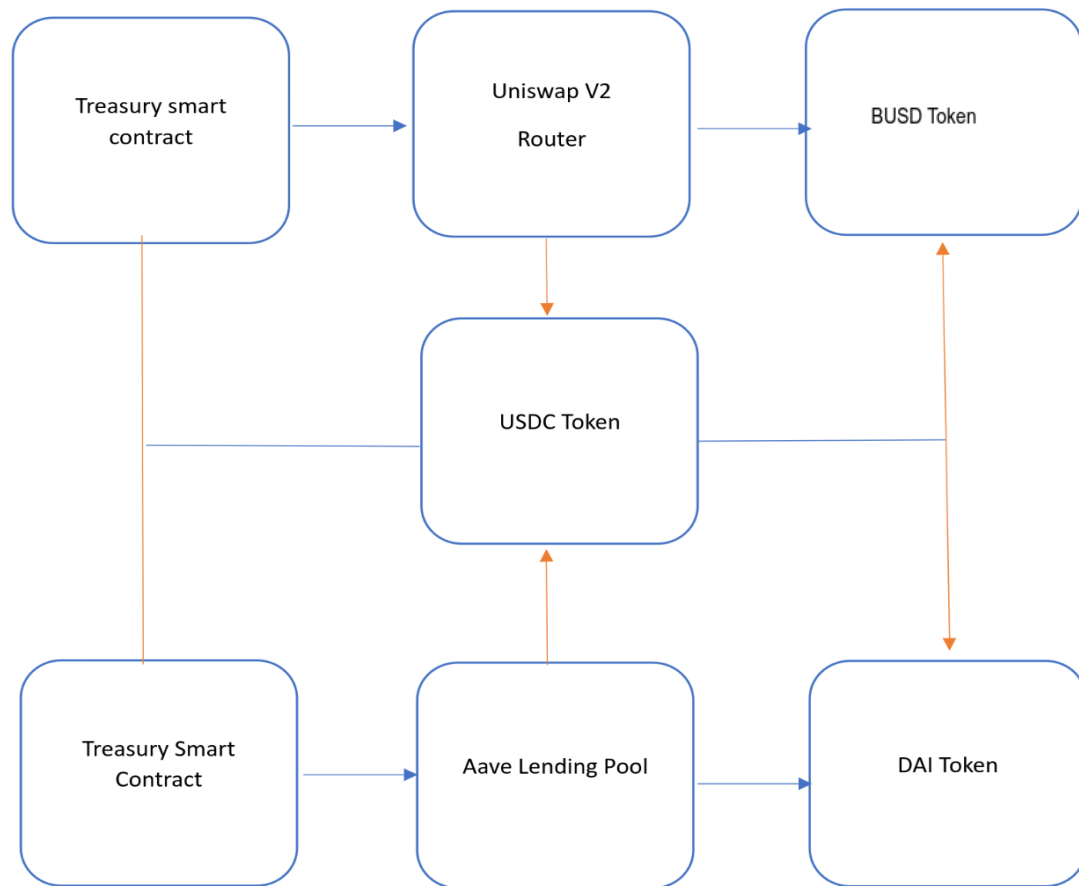 Treasury smart
contract
Uniswap V2
Router
BUSD Token
USDC Token
Treasury Smart
Contract
Aave Lending Pool
DAI Token